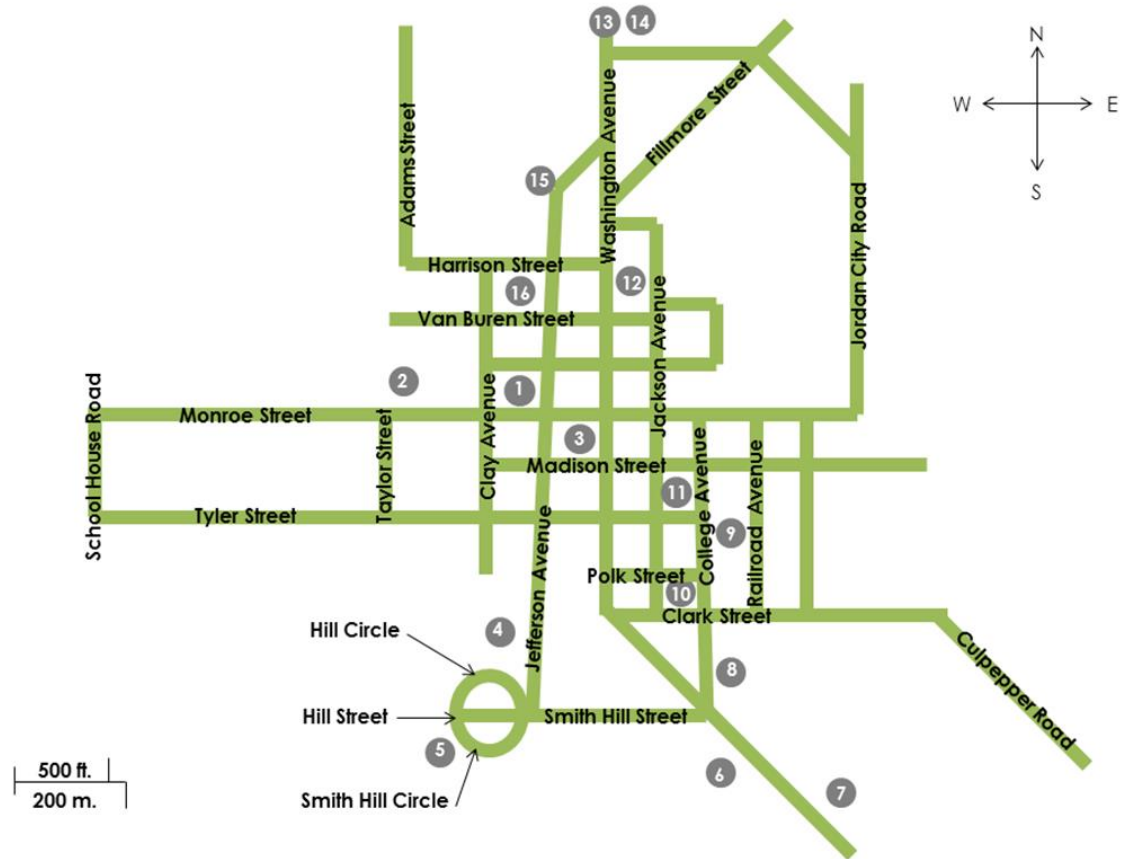 13
14
N
W
E
S
Adams Street
Washington Avenue
Fillmore Street
15
Jordan City Road
Harrison Street
16
12
Van Buren Street
Jackson Avenue
2
1
School House Road
Monroe Street
Taylor Street
Clay Avenue
3
Madison Street
11
College Avenue
Railroad Avenue
Tyler Street
9
Jefferson Avenue
Polk Street
10
Clark Street
Hill Circle
4
Culpepper Road
8
Hill Street
Smith Hill Street
5
6
7
500 ft.
200 m.
Smith Hill Circle